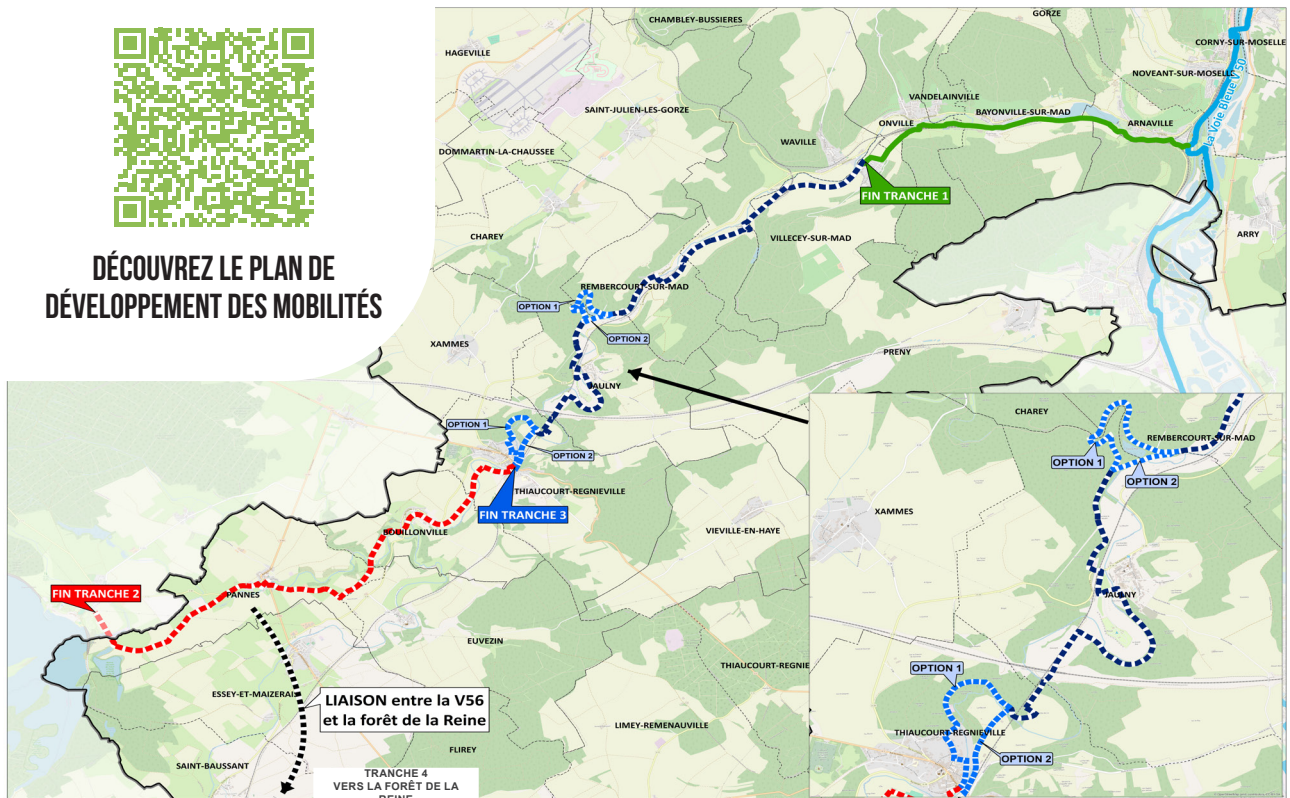 DÉCOUVREZ LE PLAN DE
DÉVELOPPEMENT DES MOBILITÉS
CHAMBLEY-BUSSIERES
GORZE
HAGEVILLE
CORNY-SUR-MOSELLE
NOVEANT-SUR-MOSELLE
La Voie Bleue V 50
SAINT-JULIEN-LES-GORZE
VANDELAINVILLE
BAYONVILLE-SUR-MAD
ONVILLE
ARNAVILLE
WAVILLE
DOMMARTIN-LA-CHAUSSEE
FIN TRANCHE 1
CHAREY
VILLECEY-SUR-MAD
ARRY
REMBERCOURT-SUR-MAD
OPTION 1
OPTION 2
XAMMES
PRENY
JAULNY
OPTION 1
OPTION 2
THIAUCOURT-REGNIEVILLE
FIN TRANCHE 3
BOUILLONVILLE
VIEVILLE-EN-HAYE
FIN TRANCHE 2
PANNES
EUVEZIN
THIAUCOURT-REGNIE
ESSEY-ET-MAIZERAIS
LIAISON entre la V56
et la forêt de la Reine
LIMEY-REMENAUVILLE
FLIREY
SAINT-BAUSSANT
TRANCHE 4
VERS LA FORÊT DE LA
REINE
CHAREY
REMBERCOURT-SUR-MAD
OPTION 1
OPTION 2
XAMMES
JAULNY
OPTION 1
THIAUCOURT-REGNIEVILLE
OPTION 2